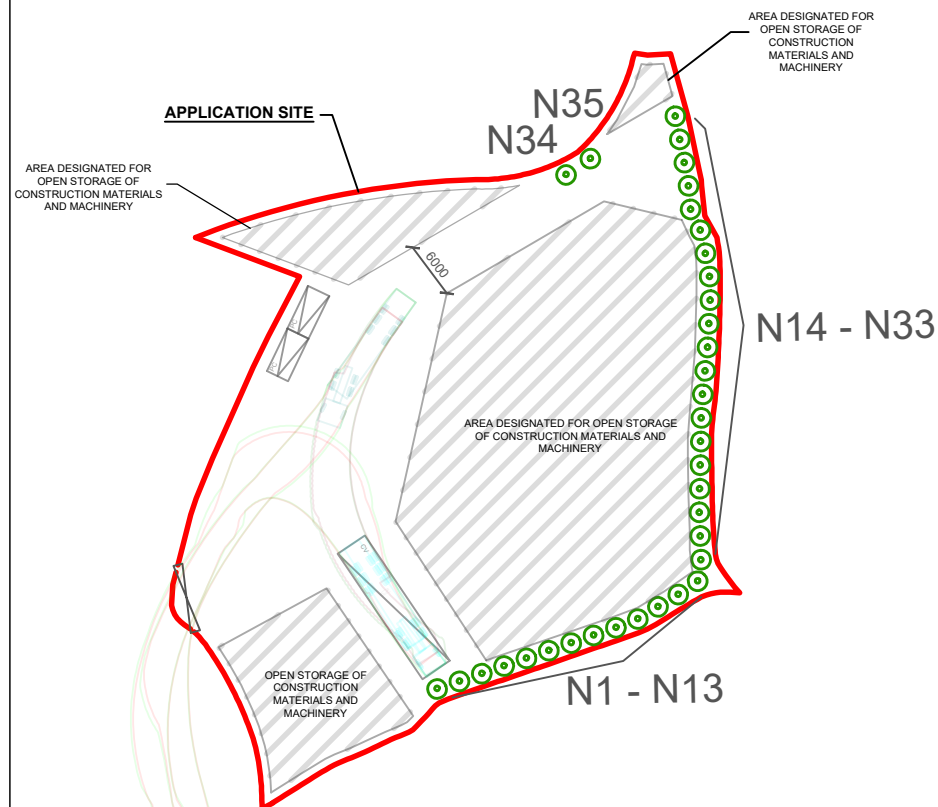 AREA DESIGNATED FOR
OPEN STORAGE OF
CONSTRUCTION
MATERIALS AND
MACHINERY
N35
APPLICATION SITE
N34
AREA DESIGNATED FOR
OPEN STORAGE OF
CONSTRUCTION MATERIALS
AND MACHINERY
6000
PC
PC
N14 - N33
AREA DESIGNATED FOR OPEN STORAGE
OF CONSTRUCTION MATERIALS AND
MACHINERY
OPEN STORAGE OF
CONSTRUCTION
MATERIALS AND
MACHINERY
N1 - N13